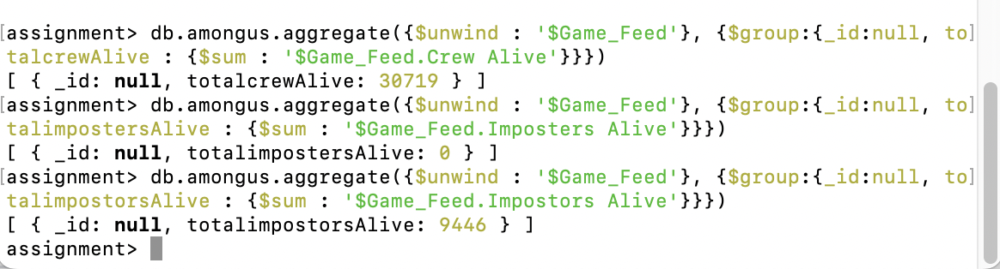 [assignment> db.amongus.aggregate({$unwind : '$Game_Feed'}, {$group:{_id:null, to]
talcrewAlive : {$sum : '$Game_Feed.Crew Alive'}}})
[ { _id: null, totalcrewAlive: 30719 } ]
[assignment> db.amongus.aggregate({$unwind : '$Game_Feed'}, {$group:{_id:null, to]
talimpostersAlive : {$sum : '$Game_Feed.Imposters Alive'}}})
[ { _id: null, totalimpostersAlive: 0 } ]
[assignment> db.amongus.aggregate({$unwind : '$Game_Feed'}, {$group:{_id:null, to]
talimpostorsAlive : {$sum : '$Game_Feed.Impostors Alive'}}})
[ { _id: null, totalimpostorsAlive: 9446 } ]
assignment>